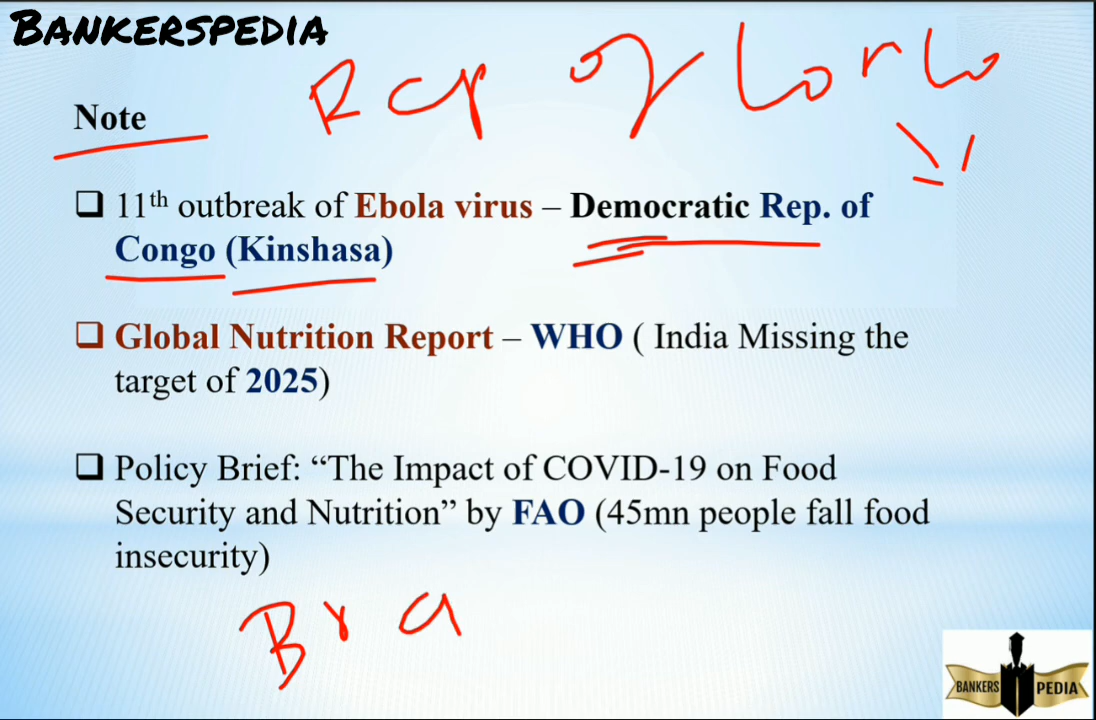 BANKERSPEDIA
Rep of Congo
Note
❑ 11th outbreak of Ebola virus – Democratic Rep. of
Congo (Kinshasa)
❑ Global Nutrition Report – WHO ( India Missing the
target of 2025)
❑ Policy Brief: “The Impact of COVID-19 on Food
Security and Nutrition” by FAO (45mn people fall food
insecurity)
Bra
BANKERS PEDIA